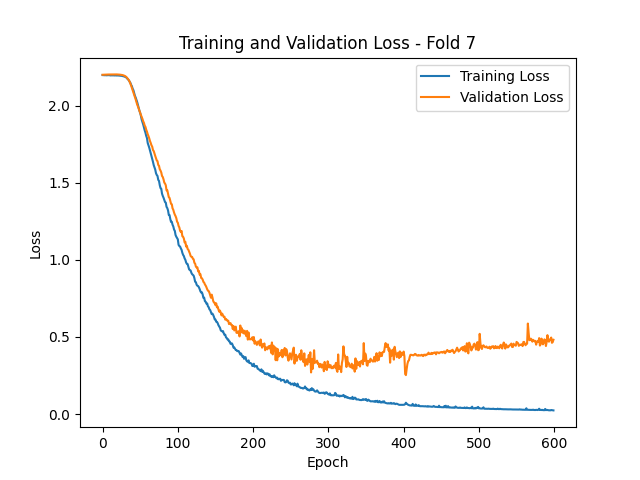 Training and Validation Loss - Fold 7
Training Loss
Validation Loss
Loss
2.0
1.5
1.0
0.5
0.0
0 100 200 300 400 500 600
Epoch